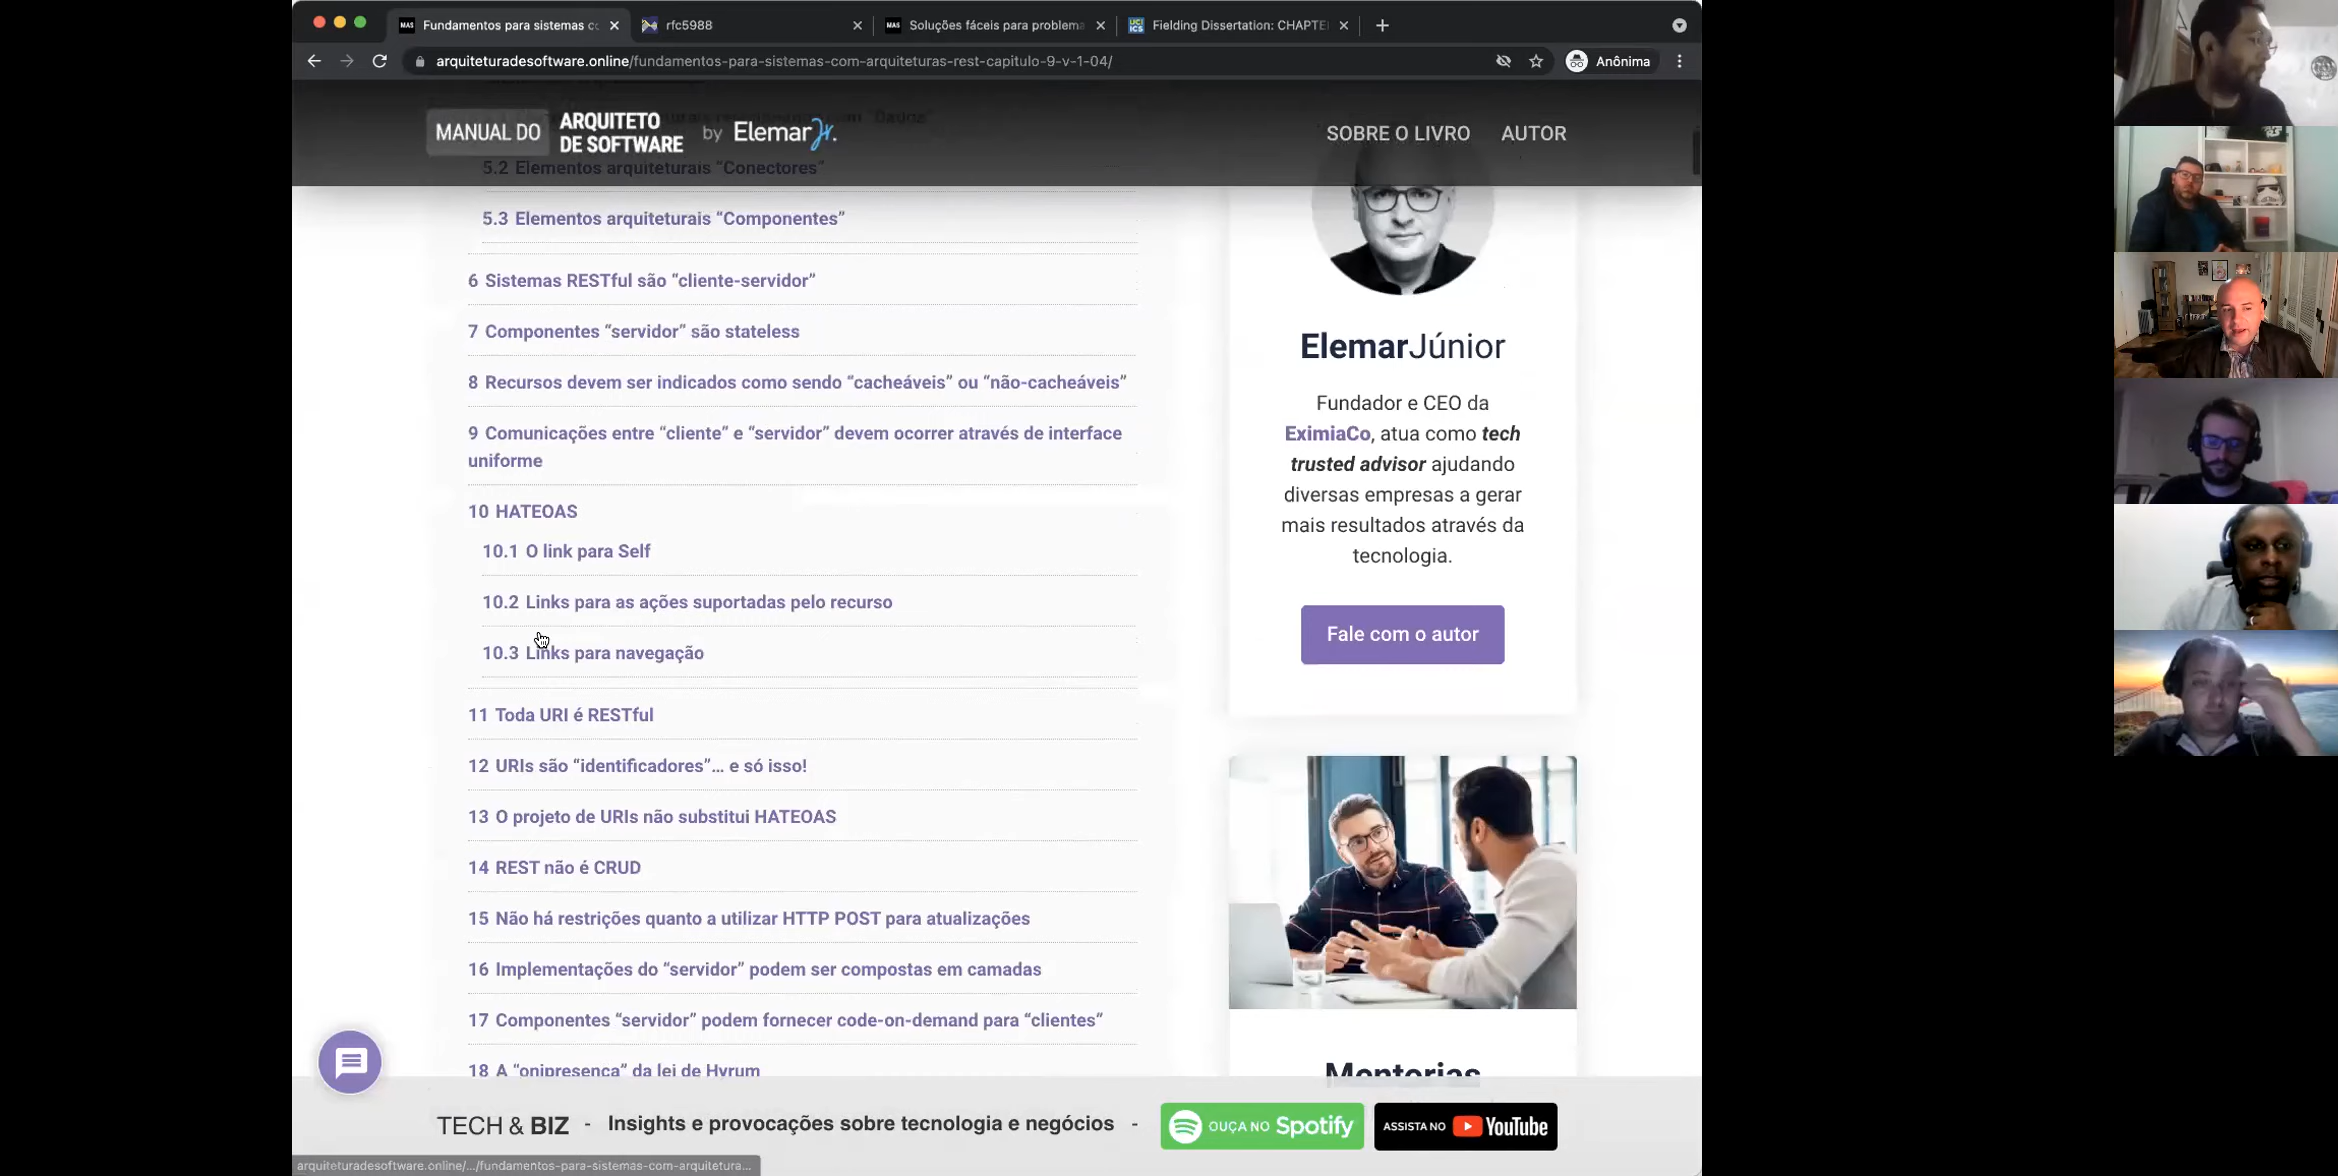 Fundamentos para sistemas co
rfc5988
Soluções fáceis para problema
Fielding Dissertation: CHAPTE
arquiteturadesoftware.online/fundamentos-para-sistemas-com-arquiteturas-rest-capitulo-9-v-1-04/
Anônima
MANUAL DO ARQUITETO DE SOFTWARE by Elemar Jr.
SOBRE O LIVRO
AUTOR
5.2 Elementos arquiteturais “Conectores”
5.3 Elementos arquiteturais “Componentes”
6 Sistemas RESTful são “cliente-servidor”
7 Componentes “servidor” são stateless
8 Recursos devem ser indicados como sendo “cacheáveis” ou “não-cacheáveis”
9 Comunicações entre “cliente” e “servidor” devem ocorrer através de interface
uniforme
10 HATEOAS
10.1 O link para Self
10.2 Links para as ações suportadas pelo recurso
10.3 Links para navegação
11 Toda URI é RESTful
12 URIs são “identificadores”… e só isso!
13 O projeto de URIs não substitui HATEOAS
14 REST não é CRUD
15 Não há restrições quanto a utilizar HTTP POST para atualizações
16 Implementações do “servidor” podem ser compostas em camadas
17 Componentes “servidor” podem fornecer code-on-demand para “clientes“
18 A “onipresença” da lei de Hyrum
ElemarJúnior
Fundador e CEO da
EximiaCo, atua como tech
trusted advisor ajudando
diversas empresas a gerar
mais resultados através da
tecnologia.
Fale com o autor
Mentorias
TECH & BIZ - Insights e provocações sobre tecnologia e negócios -
OUÇA NO Spotify
ASSISTA NO YouTube
arquiteturadesoftware.online/.../fundamentos-para-sistemas-com-arquitetura...